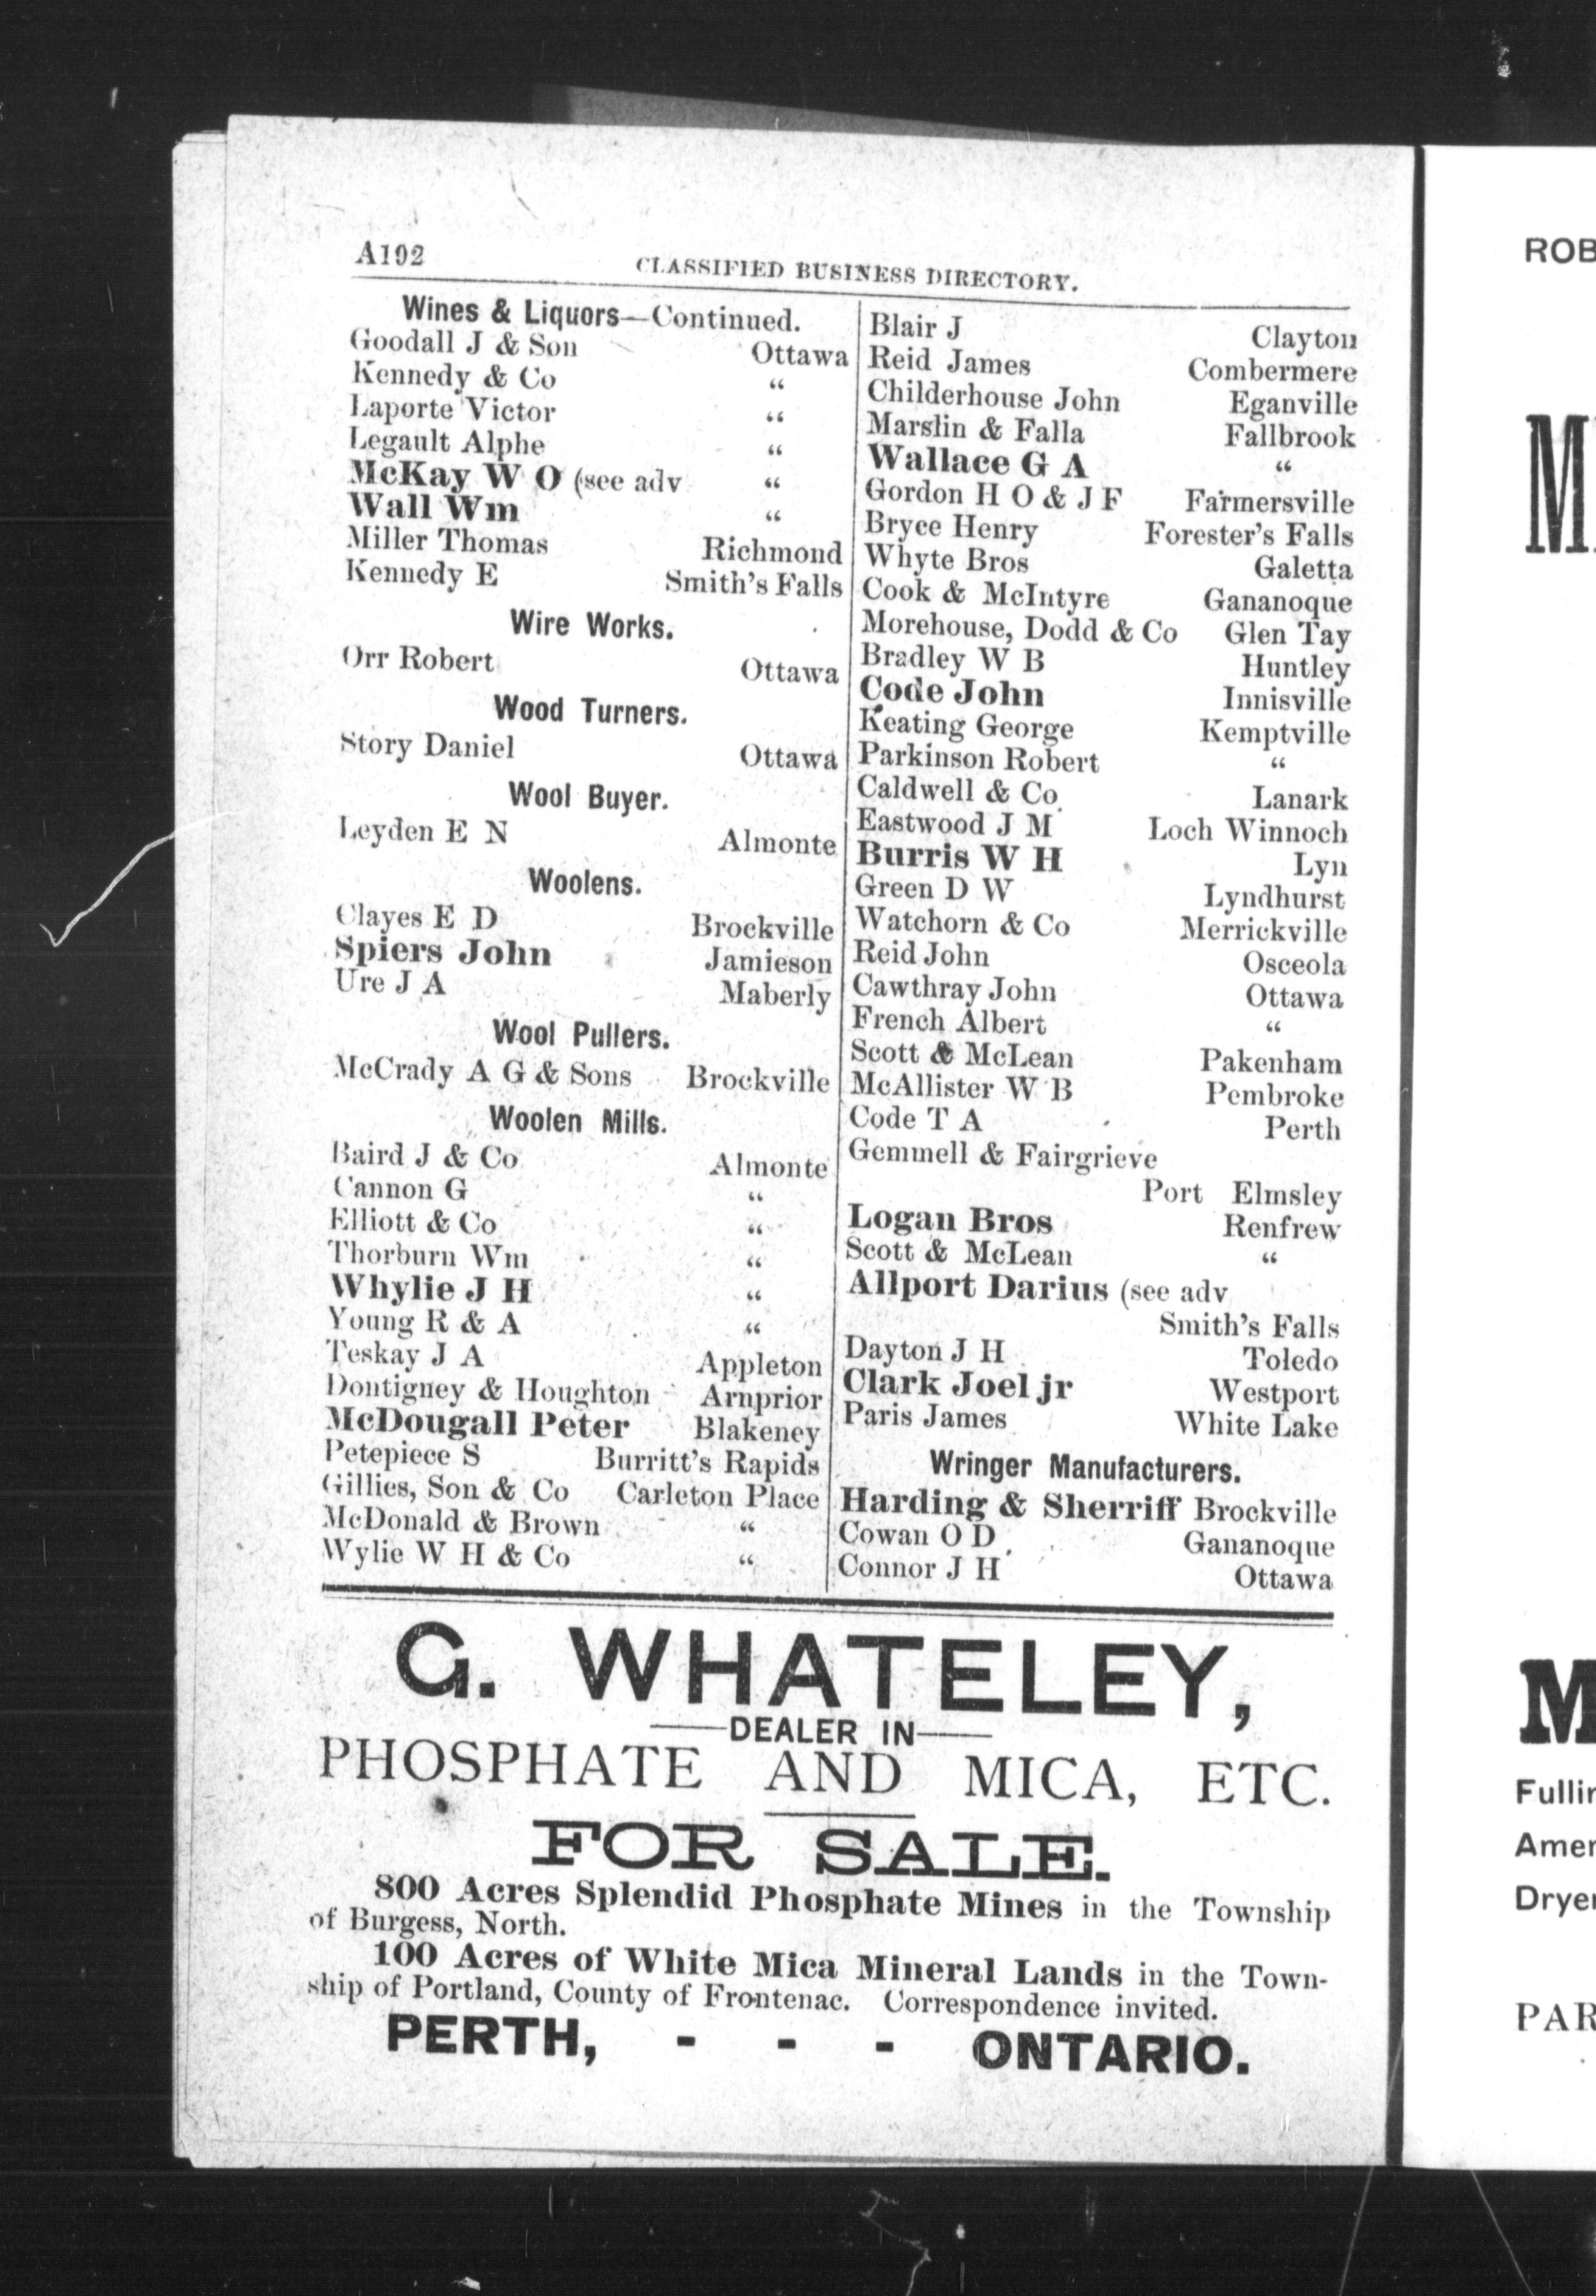 A192
CLASSIFIED BUSINESS DIRECTORY.
Wines & Liquors—Continued.
Goodall J & Son Ottawa
Kennedy & Co “
Laporte Victor “
Legault Alphe “
McKay W O (see adv “
Wall Wm “
Miller Thomas Richmond
Kennedy E Smith's Falls
Wire Works.
Orr Robert Ottawa
Wood Turners.
Story Daniel Ottawa
Wool Buyer.
Leyden E N Almonte
Woolens.
Clayes E D Brockville
Spiers John Jamieson
Ure J A Maberly
Wool Pullers.
McCrady A G & Sons Brockville
Woolen Mills.
Baird J & Co Almonte
Cannon G “
Elliott & Co “
Thorburn Wm “
Whylie J H “
Young R & A “
Teskay J A Appleton
Dontigney & Houghton Arnprior
McDougall Peter Blakeney
Petepiece S Burritt's Rapids
Gillies, Son & Co Carleton Place
McDonald & Brown “
Wylie W H & Co “
Blair J Clayton
Reid James Combermere
Childerhouse John Eganville
Marslin & Falla Fallbrook
Wallace G A “
Gordon H O & J F Farmersville
Bryce Henry Forester's Falls
Whyte Bros Galetta
Cook & McIntyre Gananoque
Morehouse, Dodd & Co Glen Tay
Bradley W B Huntley
Code John Innisville
Keating George Kemptville
Parkinson Robert “
Caldwell & Co Lanark
Eastwood J M Loch Winnoch
Burris W H Lyn
Green D W Lyndhurst
Watchorn & Co Merrickville
Reid John Osceola
Cawthray John Ottawa
French Albert “
Scott & McLean Pakenham
McAllister W B Pembroke
Code T A Perth
Gemmell & Fairgrieve
Port Elmsley
Logan Bros Renfrew
Scott & McLean “
Allport Darius (see adv
Smith's Falls
Dayton J H Toledo
Clark Joel jr Westport
Paris James White Lake
Wringer Manufacturers.
Harding & Sherriff Brockville
Cowan O D Gananoque
Connor J H Ottawa
G. WHATELEY,
—DEALER IN—
PHOSPHATE AND MICA, ETC.
FOR SALE.
800 Acres Splendid Phosphate Mines in the Township
of Burgess, North.
100 Acres of White Mica Mineral Lands in the Town-
ship of Portland, County of Frontenac. Correspondence invited.
PERTH, - - - ONTARIO.
ROB
M
Fullin
Amer
Dryer
PAR